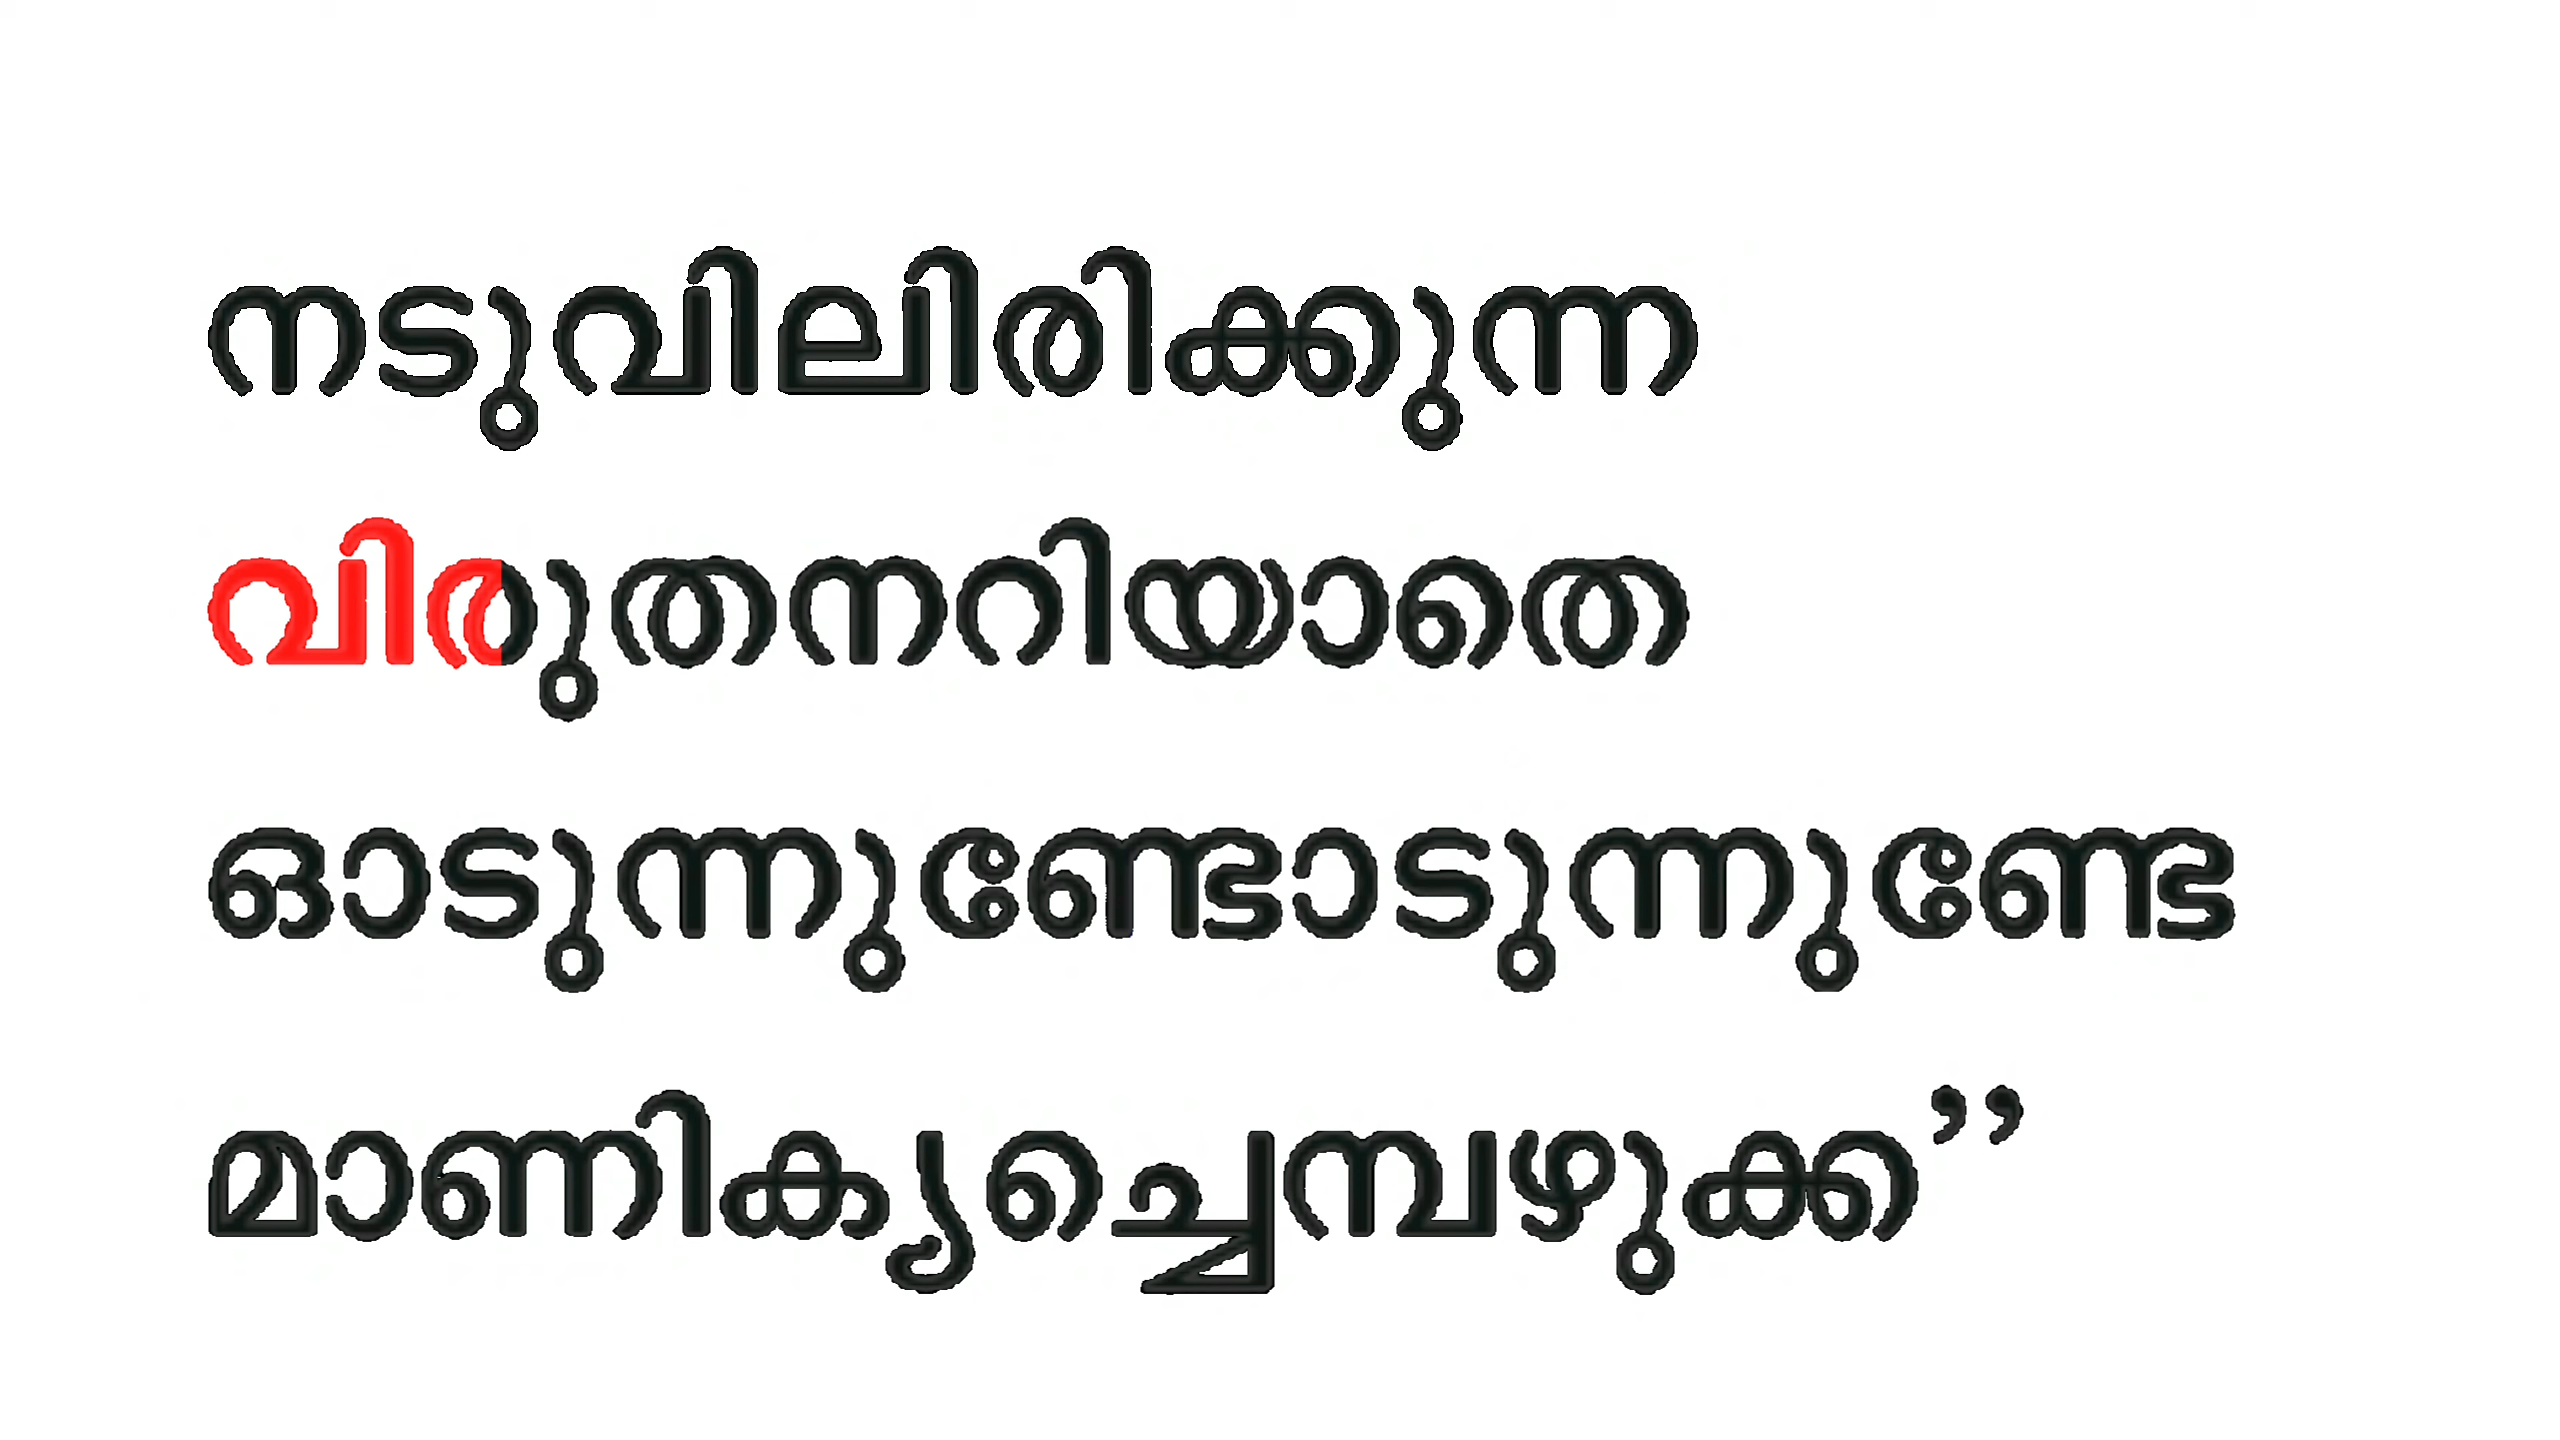 നടുവിലിരിക്കുന്ന
വിരുതനറിയാതെ
ഓടുന്നുണ്ടോടുന്നുണ്ടേ
മാണിക്യച്ചെമ്പഴുക്ക’’